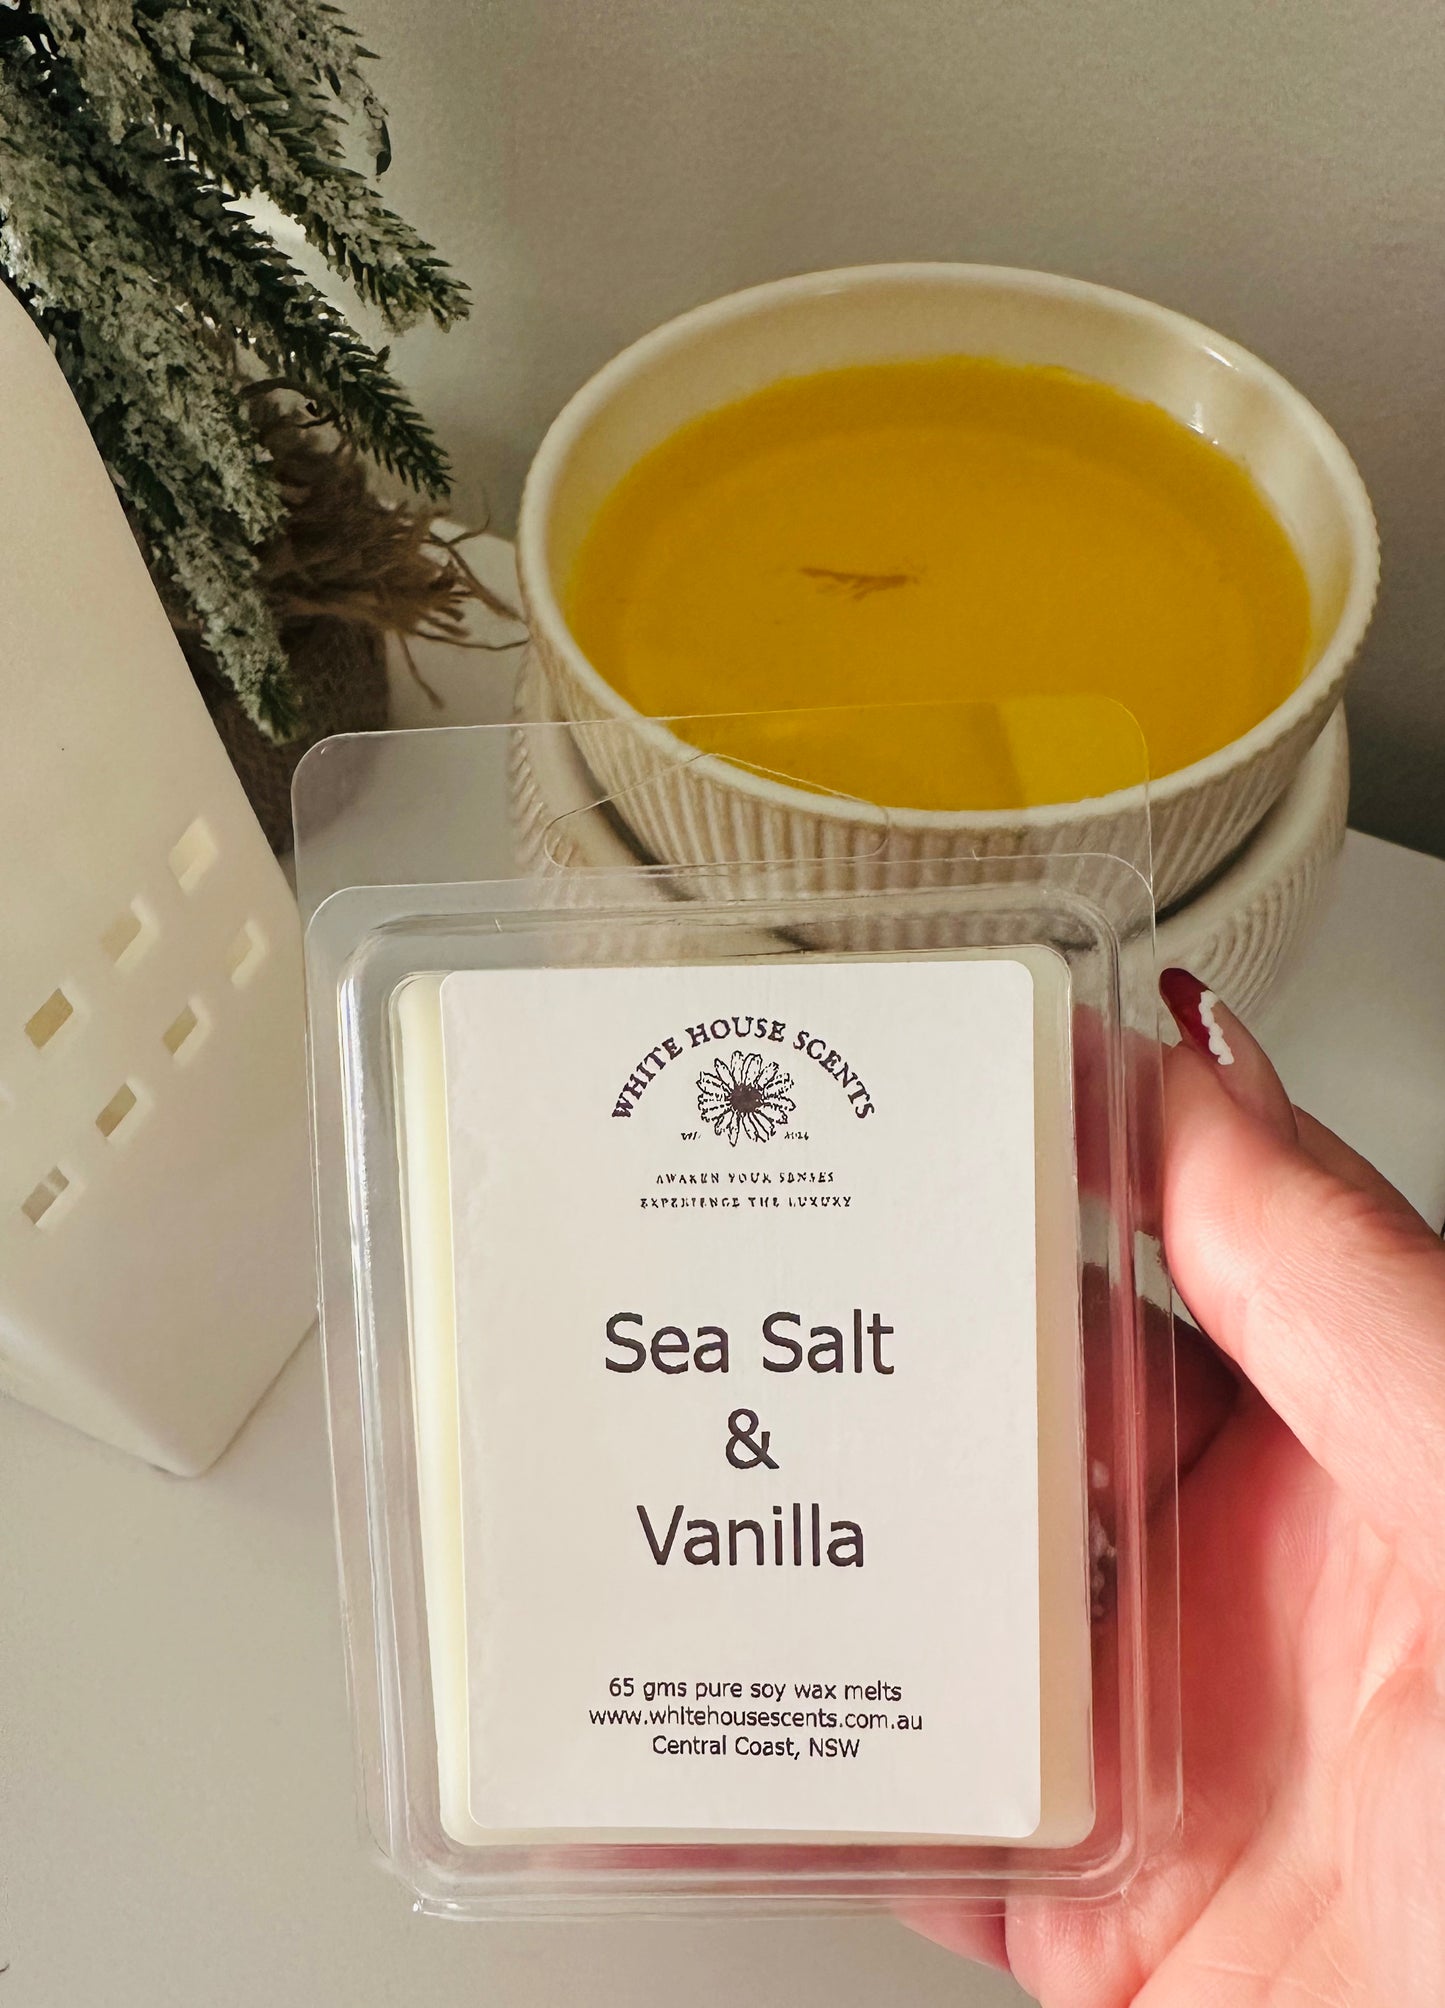 WHITE HOUSE SCENTS
AWAKEN YOUR SENSES
EXPERIENCE THE LUXURY
Sea Salt
&
Vanilla
65 gms pure soy wax melts
www.whitehousescents.com.au
Central Coast, NSW